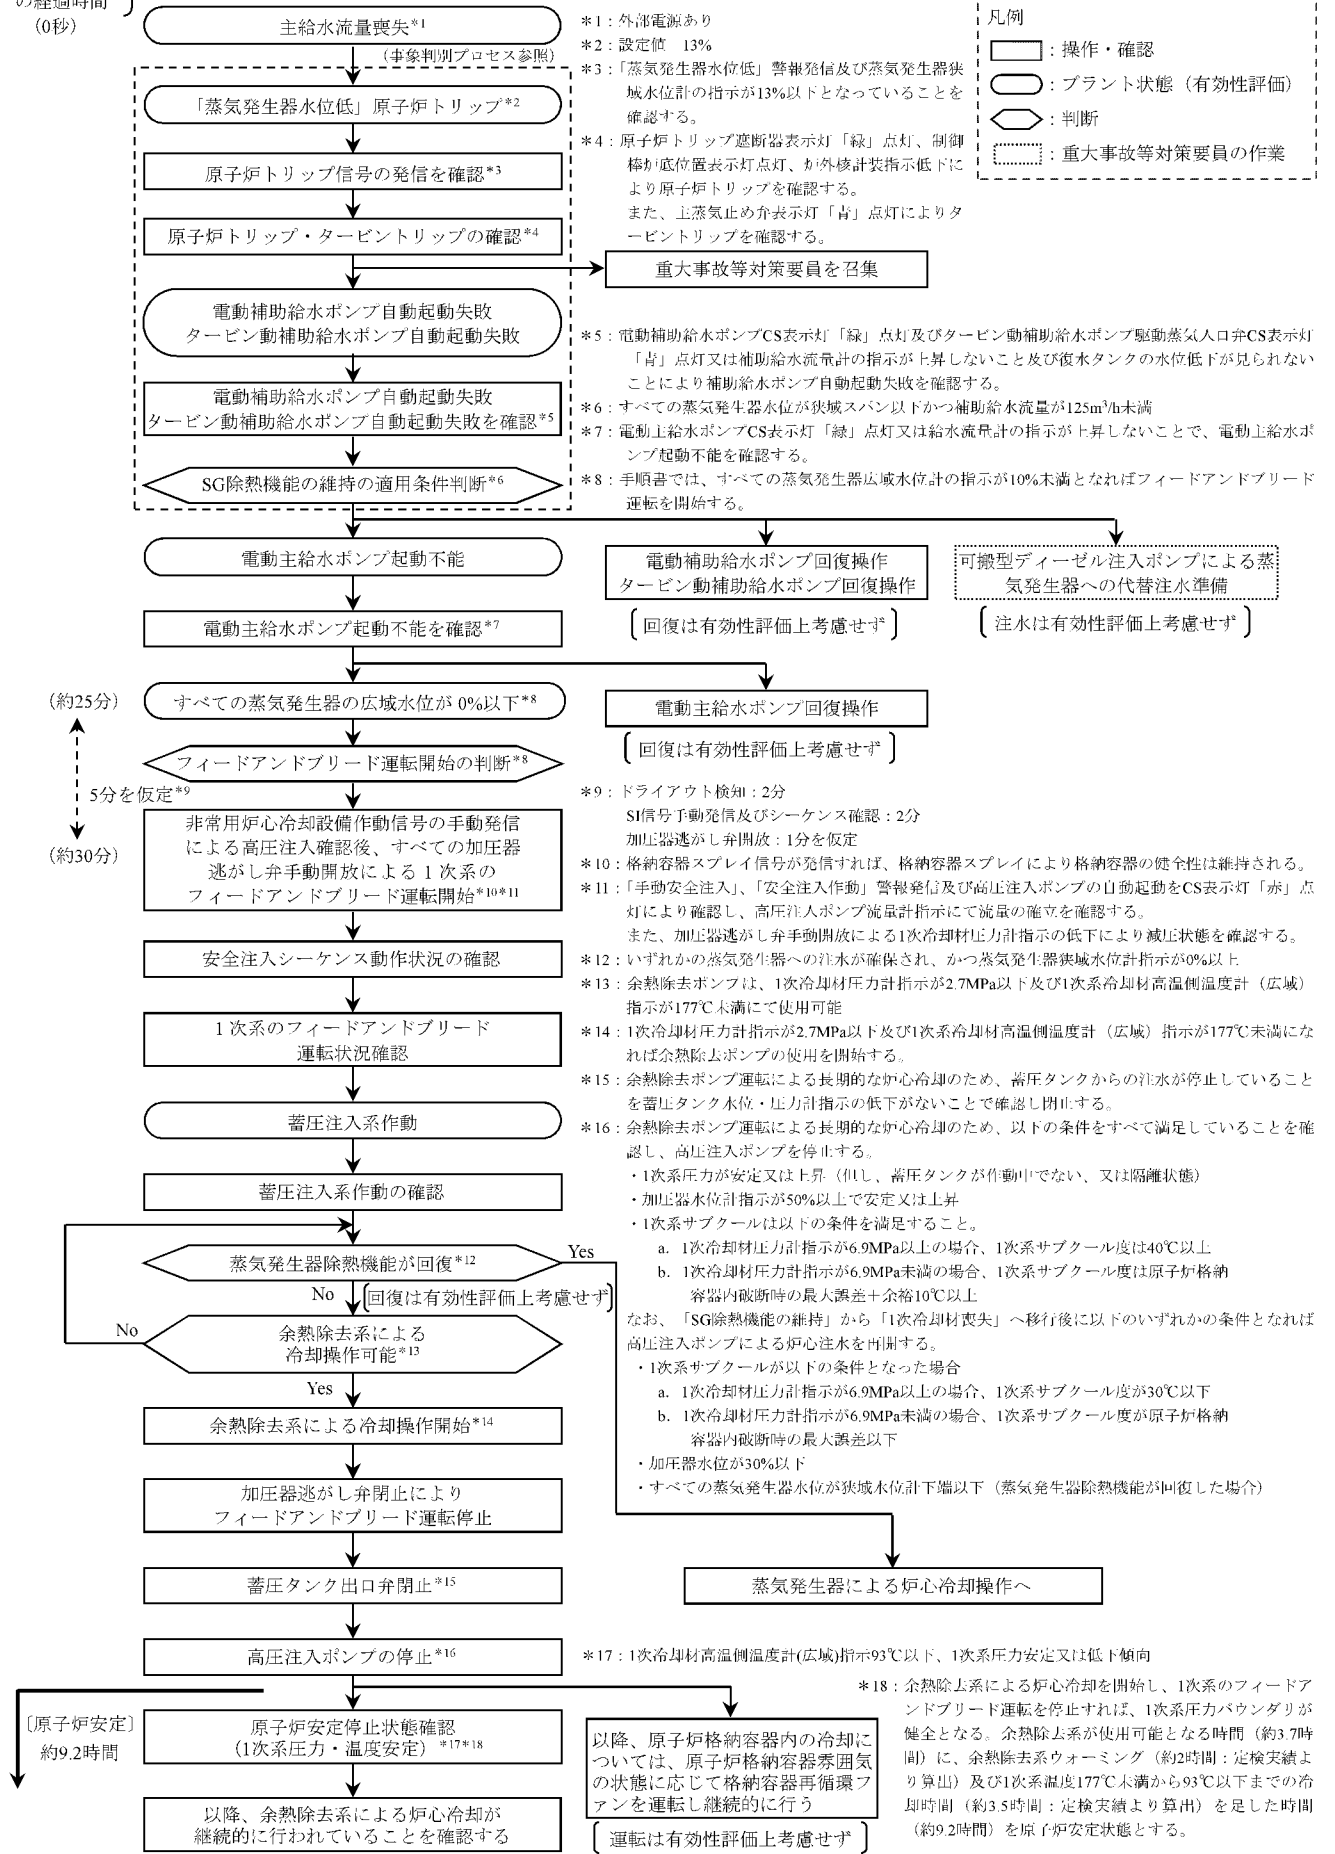 の経過時間
(0秒)
主給水流量喪失*1
(事象判別プロセス参照)
「蒸気発生器水位低」原子炉トリップ*2
原子炉トリップ信号の発信を確認*3
原子炉トリップ・タービントリップの確認*4
重大事故等対策要員を召集
電動補助給水ポンプ自動起動失敗
タービン動補助給水ポンプ自動起動失敗
電動補助給水ポンプ自動起動失敗
タービン動補助給水ポンプ自動起動失敗を確認*5
SG除熱機能の維持の適用条件判断*6
*1:外部電源あり
*2:設定値 13%
*3:「蒸気発生器水位低」警報発信及び蒸気発生器狭
域水位計の指示が13%以下となっていることを
確認する。
*4:原子炉トリップ遮断器表示灯「緑」点灯、制御
棒炉底位置表示灯点灯、炉外核計装指示低下に
より原子炉トリップを確認する。
また、主蒸気止め弁表示灯「青」点灯によりタ
ービントリップを確認する。
凡例
:操作・確認
:プラント状態(有効性評価)
:判断
:重大事故等対策要員の作業
*5:電動補助給水ポンプCS表示灯「緑」点灯及びタービン動補助給水ポンプ駆動蒸気入口弁CS表示灯
「青」点灯又は補助給水流量計の指示が上昇しないこと及び復水タンクの水位低下が見られない
ことにより補助給水ポンプ自動起動失敗を確認する。
*6:すべての蒸気発生器水位が狭域スパン以下かつ補助給水流量が125m³/h未満
*7:電動主給水ポンプCS表示灯「緑」点灯又は給水流量計の指示が上昇しないことで、電動主給水ポ
ンプ起動不能を確認する。
*8:手順書では、すべての蒸気発生器広域水位計の指示が10%未満となればフィードアンドブリード
運転を開始する。
電動主給水ポンプ起動不能
電動補助給水ポンプ回復操作
タービン動補助給水ポンプ回復操作
回復は有効性評価上考慮せず
可搬型ディーゼル注入ポンプによる蒸
気発生器への代替注水準備
注水は有効性評価上考慮せず
電動主給水ポンプ起動不能を確認*7
(約25分)
すべての蒸気発生器の広域水位が 0%以下*8
電動主給水ポンプ回復操作
回復は有効性評価上考慮せず
フィードアンドブリード運転開始の判断*8
5分を仮定*9
(約30分)
非常用炉心冷却設備作動信号の手動発信
による高圧注入確認後、すべての加圧器
逃がし弁手動開放による1次系の
フィードアンドブリード運転開始*10*11
安全注入シーケンス動作状況の確認
1次系のフィードアンドブリード
運転状況確認
蓄圧注入系作動
蓄圧注入系作動の確認
蒸気発生器除熱機能が回復*12
Yes
No
回復は有効性評価上考慮せず
余熱除去系による
冷却操作可能*13
No
Yes
余熱除去系による冷却操作開始*14
加圧器逃がし弁閉止により
フィードアンドブリード運転停止
蓄圧タンク出口弁閉止*15
高圧注入ポンプの停止*16
*9:ドライアウト検知:2分
SI信号手動発信及びシーケンス確認:2分
加圧器逃がし弁開放:1分を仮定
*10:格納容器スプレイ信号が発信すれば、格納容器スプレイにより格納容器の健全性は維持される。
*11:「手動安全注入」、「安全注入作動」警報発信及び高圧注入ポンプの自動起動をCS表示灯「赤」点
灯により確認し、高圧注入ポンプ流量計指示にて流量の確立を確認する。
また、加圧器逃がし弁手動開放による1次冷却材圧力計指示の低下により減圧状態を確認する。
*12:いずれかの蒸気発生器への注水が確保され、かつ蒸気発生器狭域水位計指示が0%以上
*13:余熱除去ポンプは、1次冷却材圧力計指示が2.7MPa以下及び1次系冷却材高温側温度計(広域)
指示が177℃未満にて使用可能
*14:1次冷却材圧力計指示が2.7MPa以下及び1次系冷却材高温側温度計(広域)指示が177℃未満にな
れば余熱除去ポンプの使用を開始する。
*15:余熱除去ポンプ運転による長期的な炉心冷却のため、蓄圧タンクからの注水が停止していること
を蓄圧タンク水位・圧力計指示の低下がないことで確認し閉止する。
*16:余熱除去ポンプ運転による長期的な炉心冷却のため、以下の条件をすべて満足していることを確
認し、高圧注入ポンプを停止する。
・1次系圧力が安定又は上昇(但し、蓄圧タンクが作動中でない、又は隔離状態)
・加圧器水位計指示が50%以上で安定又は上昇
・1次系サブクールは以下の条件を満足すること。
a. 1次冷却材圧力計指示が6.9MPa以上の場合、1次系サブクール度は40℃以上
b. 1次冷却材圧力計指示が6.9MPa未満の場合、1次系サブクール度は原子炉格納
容器内破断時の最大誤差+余裕10℃以上
なお、「SG除熱機能の維持」から「1次冷却材喪失」へ移行後に以下のいずれかの条件となれば
高圧注入ポンプによる炉心注水を再開する。
・1次系サブクールが以下の条件となった場合
a. 1次冷却材圧力計指示が6.9MPa以上の場合、1次系サブクール度が30℃以下
b. 1次冷却材圧力計指示が6.9MPa未満の場合、1次系サブクール度が原子炉格納
容器内破断時の最大誤差以下
・加圧器水位が30%以下
・すべての蒸気発生器水位が狭域水位計下端以下(蒸気発生器除熱機能が回復した場合)
蒸気発生器による炉心冷却操作へ
*17:1次冷却材高温側温度計(広域)指示93℃以下、1次系圧力安定又は低下傾向
*18:余熱除去系による炉心冷却を開始し、1次系のフィードア
ンドブリード運転を停止すれば、1次系圧力バウンダリが
健全となる。余熱除去系が使用可能となる時間(約3.7時
間)に、余熱除去系ウォーミング(約2時間:定検実績よ
り算出)及び1次系温度177℃未満から93℃以下までの冷
却時間(約3.5時間:定検実績より算出)を足した時間
(約9.2時間)を原子炉安定状態とする。
〔原子炉安定〕
約9.2時間
原子炉安定停止状態確認
(1次系圧力・温度安定)*17*18
以降、余熱除去系による炉心冷却が
継続的に行われていることを確認する
以降、原子炉格納容器内の冷却に
ついては、原子炉格納容器雰囲気
の状態に応じて格納容器再循環フ
ァンを運転し継続的に行う
運転は有効性評価上考慮せず